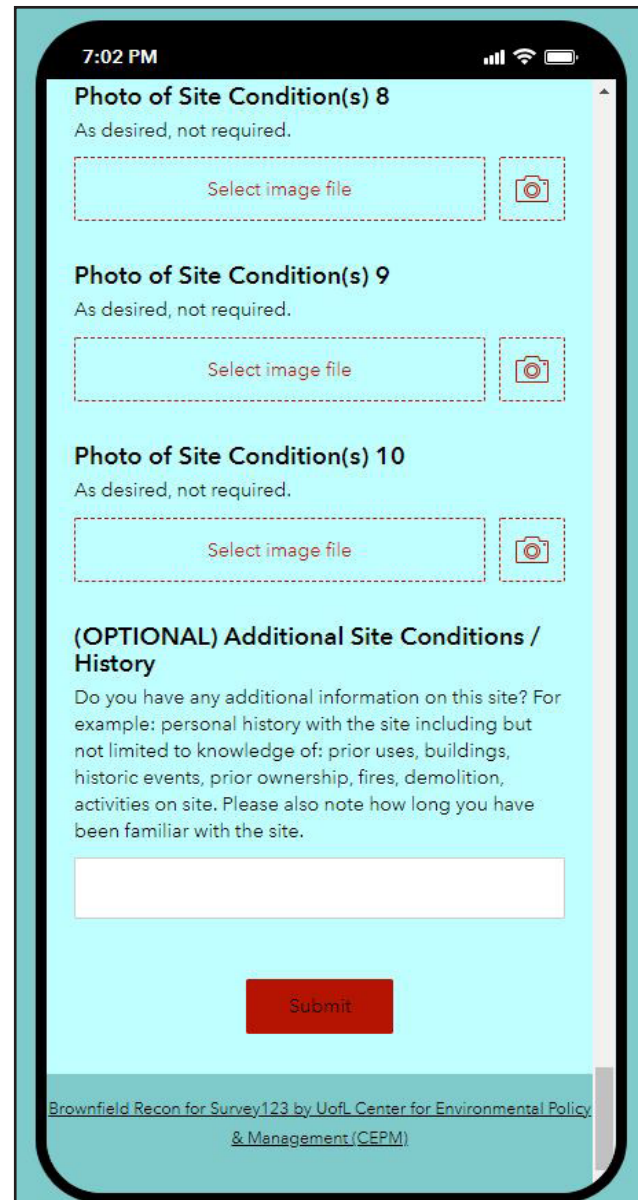 7:02 PM
Photo of Site Condition(s) 8
As desired, not required.
Select image file
Photo of Site Condition(s) 9
As desired, not required.
Select image file
Photo of Site Condition(s) 10
As desired, not required.
Select image file
(OPTIONAL) Additional Site Conditions /
History
Do you have any additional information on this site? For
example: personal history with the site including but
not limited to knowledge of: prior uses, buildings,
historic events, prior ownership, fires, demolition,
activities on site. Please also note how long you have
been familiar with the site.
Submit
Brownfield Recon for Survey123 by UofL Center for Environmental Policy
& Management (CEPM)